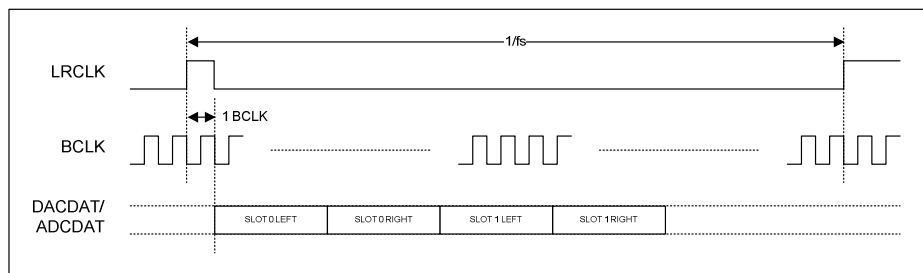 1/fs
LRCLK
1 BCLK
BCLK
DACDAT/
ADCDAT
SLOT 0 LEFT
SLOT 0 RIGHT
SLOT 1 LEFT
SLOT 1 RIGHT